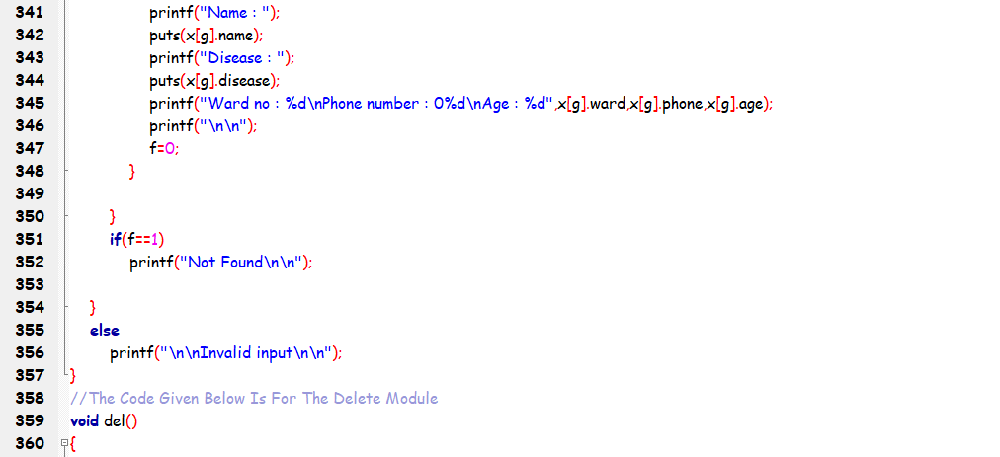 341 printf("Name : ");
342 puts(x[g].name);
343 printf("Disease : ");
344 puts(x[g].disease);
345 printf("Ward no : %d\nPhone number : 0%d\nAge : %d",x[g].ward,x[g].phone,x[g].age);
346 printf("\n\n");
347 f=0;
348 }
349
350 }
351 if(f==1)
352 printf("Not Found\n\n");
353
354 }
355 else
356 printf("\n\nInvalid input\n\n");
357 }
358 //The Code Given Below Is For The Delete Module
359 void del()
360 {